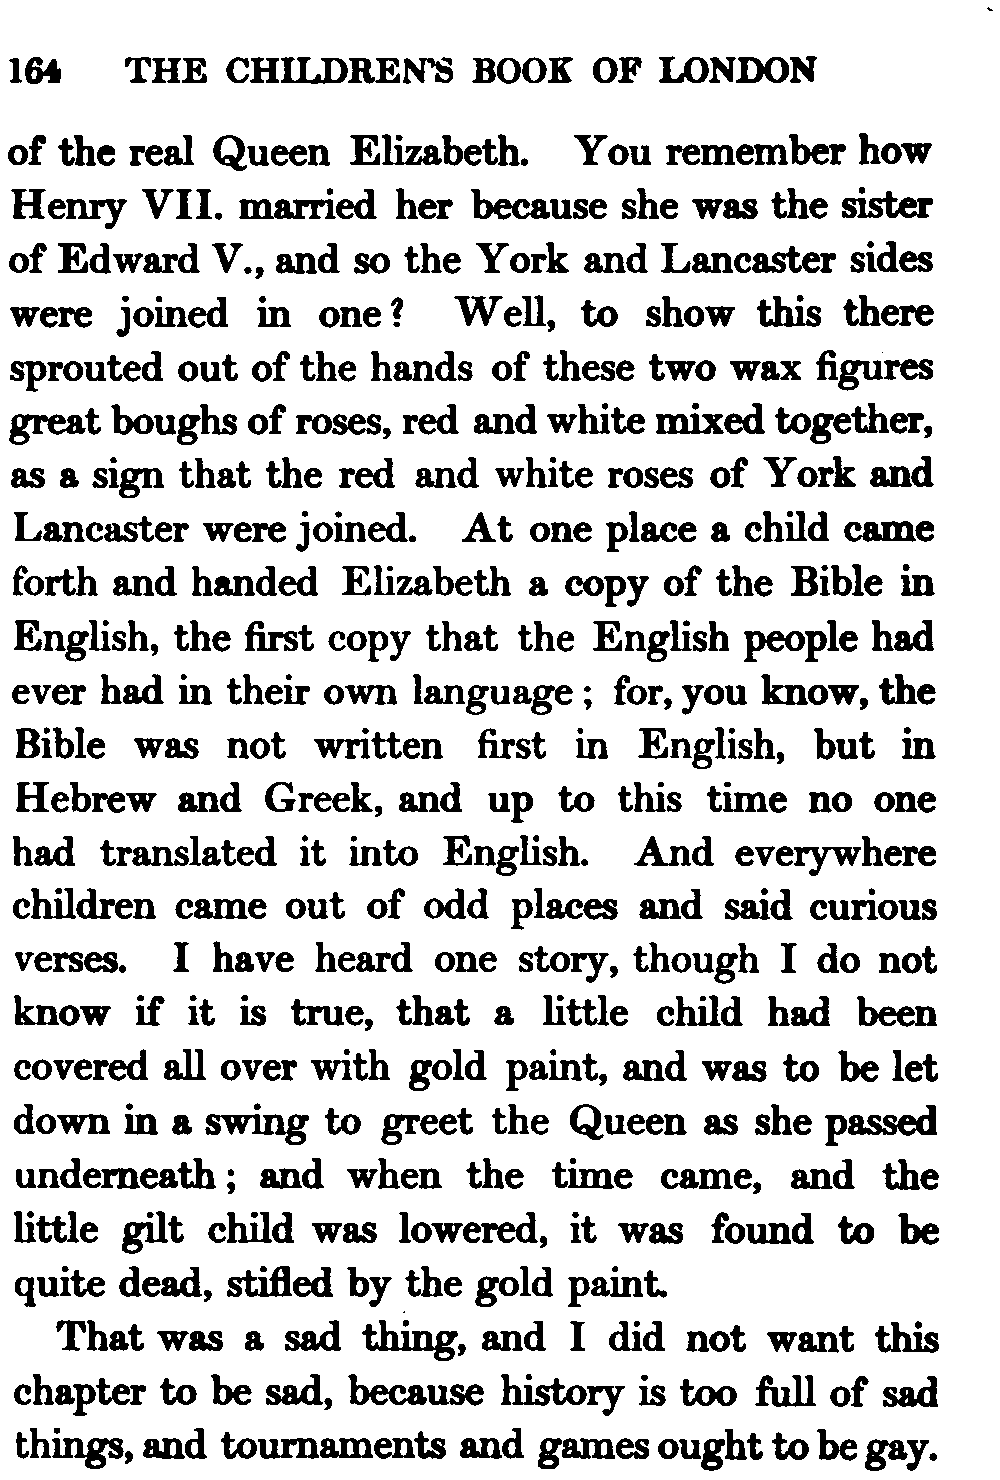 164 THE CHILDREN'S BOOK OF LONDON
of the real Queen Elizabeth. You remember how
Henry VII. married her because she was the sister
of Edward V., and so the York and Lancaster sides
were joined in one? Well, to show this there
sprouted out of the hands of these two wax figures
great boughs of roses, red and white mixed together,
as a sign that the red and white roses of York and
Lancaster were joined. At one place a child came
forth and handed Elizabeth a copy of the Bible in
English, the first copy that the English people had
ever had in their own language; for, you know, the
Bible was not written first in English, but in
Hebrew and Greek, and up to this time no one
had translated it into English. And everywhere
children came out of odd places and said curious
verses. I have heard one story, though I do not
know if it is true, that a little child had been
covered all over with gold paint, and was to be let
down in a swing to greet the Queen as she passed
underneath; and when the time came, and the
little gilt child was lowered, it was found to be
quite dead, stifled by the gold paint.
That was a sad thing, and I did not want this
chapter to be sad, because history is too full of sad
things, and tournaments and games ought to be gay.